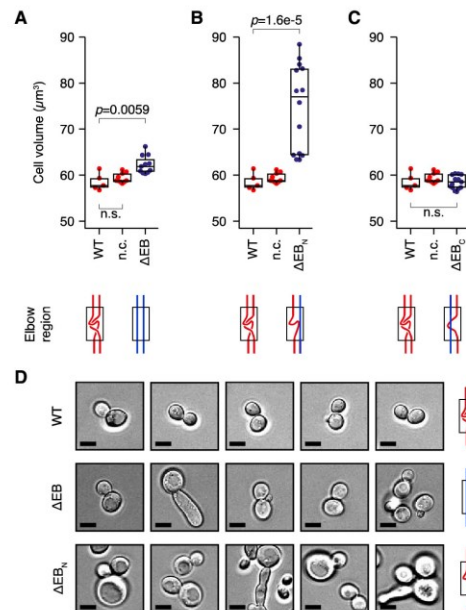 A
B
C
p=1.6e-5
p=0.0059
n.s.
n.s.
Cell volume (μm³)
90
80
70
60
50
90
80
70
60
50
90
80
70
60
50
WT
n.c.
ΔEB
WT
n.c.
ΔEB_N
WT
n.c.
ΔEB_C
Elbow
region
D
WT
ΔEB
ΔEB_N